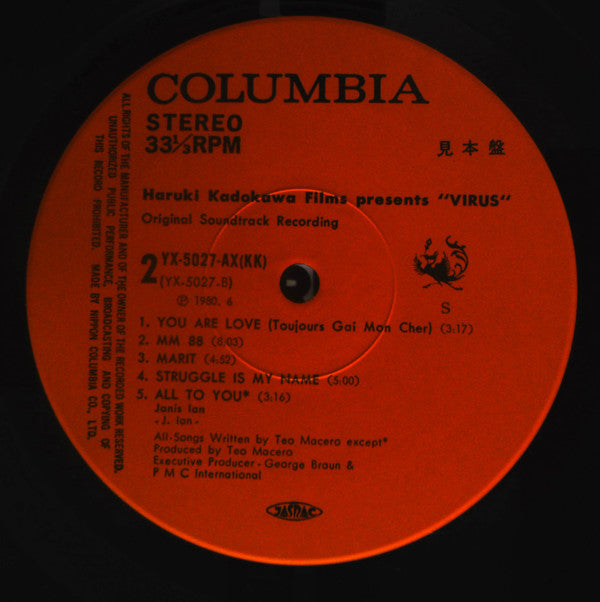 COLUMBIA
STEREO
33⅓RPM
見本盤
Haruki Kadokawa Films presents “VIRUS“
Original Soundtrack Recording
2 YX-5027-AX(KK)
(YX-5027-B)
℗ 1980. 6
S
1. YOU ARE LOVE (Toujours Gai Mon Cher) (3:17)
2. MM 88 (8:03)
3. MARIT (4:52)
4. STRUGGLE IS MY NAME (5:00)
5. ALL TO YOU* (3:16)
Janis Ian
- J. Ian -
All-Songs Written by Teo Macero except*
Produced by Teo Macero
Executive Producer - George Braun &
P M C International
JASRAC
ALL RIGHTS OF THE MANUFACTURER AND OF THE OWNER OF THE RECORDED WORK RESERVED.
UNAUTHORIZED PUBLIC PERFORMANCE, BROADCASTING AND COPYING OF
THIS RECORD PROHIBITED. MADE BY NIPPON COLUMBIA CO., LTD.